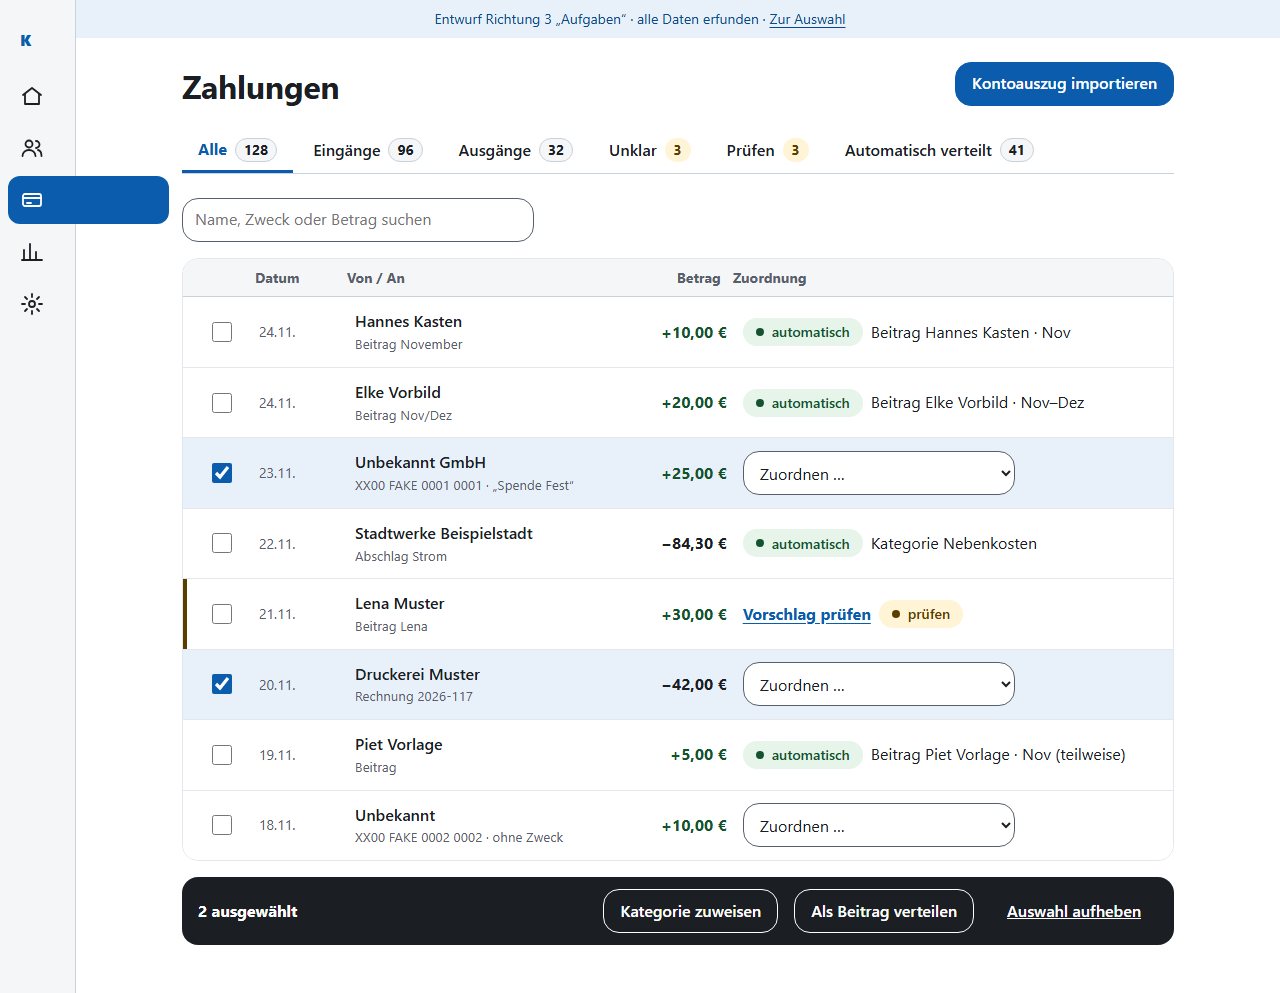 Entwurf Richtung 3 „Aufgaben“ · alle Daten erfunden · Zur Auswahl
K
Zahlungen
Kontoauszug importieren
Alle 128 Eingänge 96 Ausgänge 32 Unklar 3 Prüfen 3 Automatisch verteilt 41
Name, Zweck oder Betrag suchen
Datum Von / An Betrag Zuordnung
24.11. Hannes Kasten +10,00 € automatisch Beitrag Hannes Kasten · Nov
Beitrag November
24.11. Elke Vorbild +20,00 € automatisch Beitrag Elke Vorbild · Nov–Dez
Beitrag Nov/Dez
23.11. Unbekannt GmbH +25,00 € Zuordnen ...
XX00 FAKE 0001 0001 · „Spende Fest“
22.11. Stadtwerke Beispielstadt −84,30 € automatisch Kategorie Nebenkosten
Abschlag Strom
21.11. Lena Muster +30,00 € Vorschlag prüfen prüfen
Beitrag Lena
20.11. Druckerei Muster −42,00 € Zuordnen ...
Rechnung 2026-117
19.11. Piet Vorlage +5,00 € automatisch Beitrag Piet Vorlage · Nov (teilweise)
Beitrag
18.11. Unbekannt +10,00 € Zuordnen ...
XX00 FAKE 0002 0002 · ohne Zweck
2 ausgewählt Kategorie zuweisen Als Beitrag verteilen Auswahl aufheben